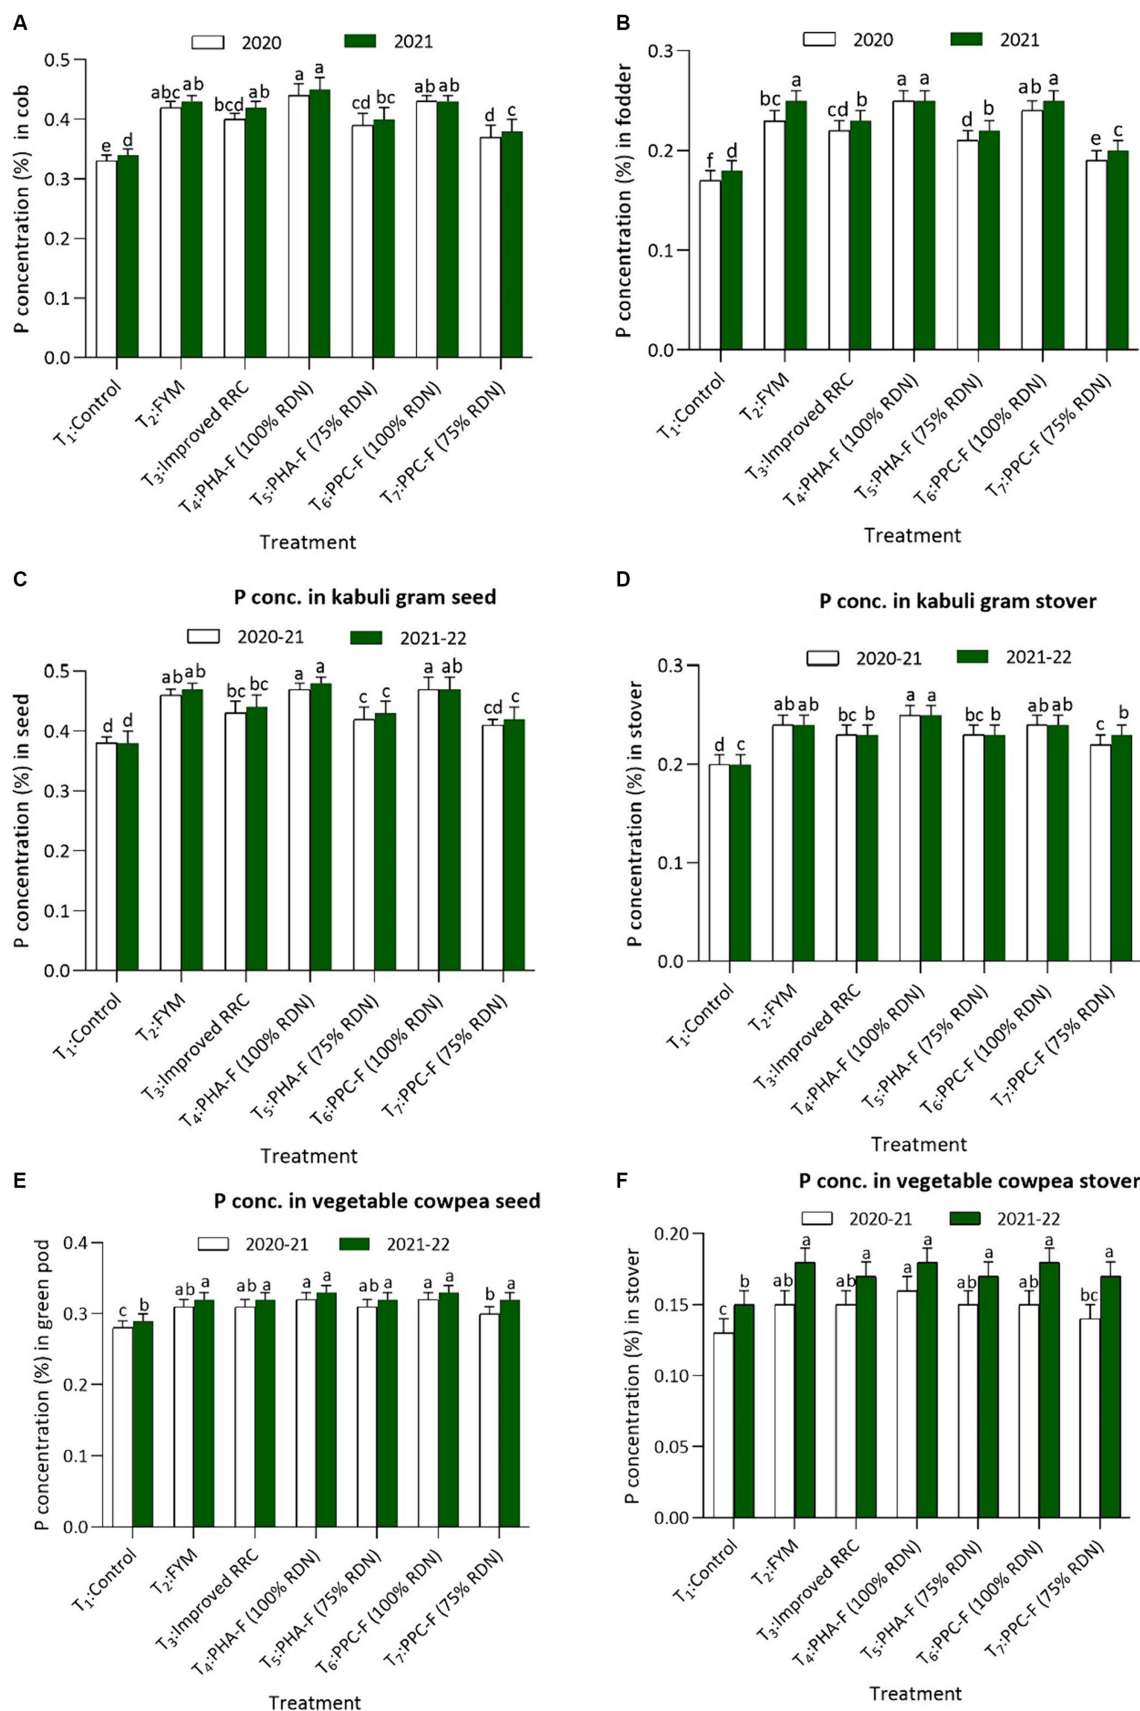 A
2020 2021
P concentration (%) in cob
0.5
0.4
0.3
0.2
0.1
0.0
e d abc ab bcd ab a a cd bc ab ab d c
T1:Control
T2:FYM
T3:Improved RRC
T4:PHA-F (100% RDN)
T5:PHA-F (75% RDN)
T6:PPC-F (100% RDN)
T7:PPC-F (75% RDN)
Treatment
B
2020 2021
P concentration (%) in fodder
0.3
0.2
0.1
0.0
f d bc a cd b a a d b ab a e c
T1:Control
T2:FYM
T3:Improved RRC
T4:PHA-F (100% RDN)
T5:PHA-F (75% RDN)
T6:PPC-F (100% RDN)
T7:PPC-F (75% RDN)
Treatment
C
P conc. in kabuli gram seed
2020-21 2021-22
P concentration (%) in seed
0.5
0.4
0.3
0.2
0.1
0.0
d d ab ab bc bc a a c c a ab cd c
T1:Control
T2:FYM
T3:Improved RRC
T4:PHA-F (100% RDN)
T5:PHA-F (75% RDN)
T6:PPC-F (100% RDN)
T7:PPC-F (75% RDN)
Treatment
D
P conc. in kabuli gram stover
2020-21 2021-22
P concentration (%) in stover
0.3
0.2
0.1
0.0
d c ab ab bc b a a bc b ab ab c b
T1:Control
T2:FYM
T3:Improved RRC
T4:PHA-F (100% RDN)
T5:PHA-F (75% RDN)
T6:PPC-F (100% RDN)
T7:PPC-F (75% RDN)
Treatment
E
P conc. in vegetable cowpea seed
2020-21 2021-22
P concentration (%) in green pod
0.4
0.3
0.2
0.1
0.0
c b ab a ab a a a ab a a a b a
T1:Control
T2:FYM
T3:Improved RRC
T4:PHA-F (100% RDN)
T5:PHA-F (75% RDN)
T6:PPC-F (100% RDN)
T7:PPC-F (75% RDN)
Treatment
F
P conc. in vegetable cowpea stover
2020-21 2021-22
P concentration (%) in stover
0.20
0.15
0.10
0.05
0.00
c b ab a ab a a a ab a ab a bc a
T1:Control
T2:FYM
T3:Improved RRC
T4:PHA-F (100% RDN)
T5:PHA-F (75% RDN)
T6:PPC-F (100% RDN)
T7:PPC-F (75% RDN)
Treatment